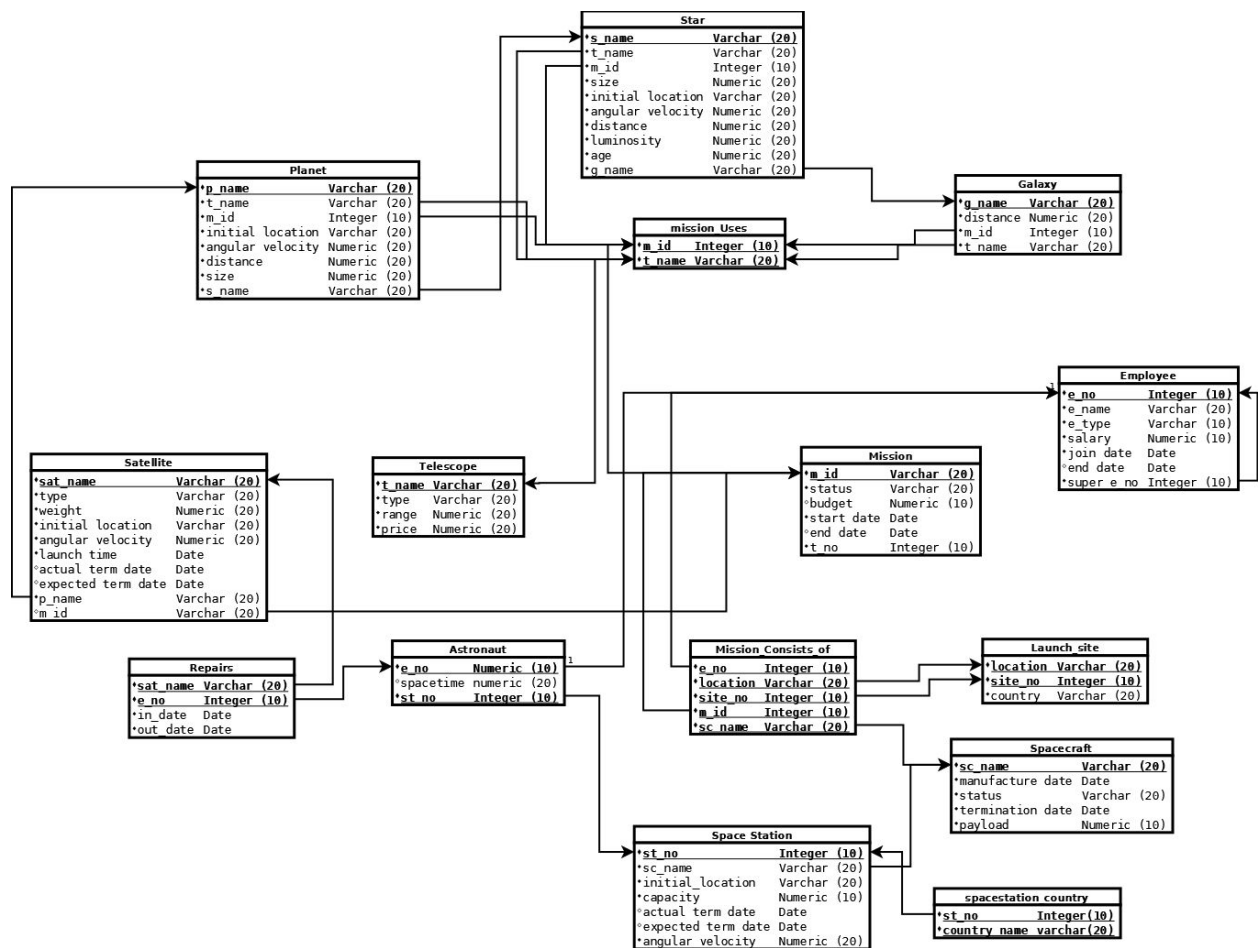 Star
s_name Varchar (20)
t_name Varchar (20)
m_id Integer (10)
size Numeric (20)
initial location Varchar (20)
angular velocity Numeric (20)
distance Numeric (20)
luminosity Numeric (20)
age Numeric (20)
g_name Varchar (20)
Planet
p_name Varchar (20)
t_name Varchar (20)
m_id Integer (10)
initial location Varchar (20)
angular velocity Numeric (20)
distance Numeric (20)
size Numeric (20)
s_name Varchar (20)
Galaxy
g_name Varchar (20)
distance Numeric (20)
m_id Integer (10)
t_name Varchar (20)
mission_Uses
m_id Integer (10)
t_name Varchar (20)
Employee
1
e_no Integer (10)
e_name Varchar (20)
e_type Varchar (10)
salary Numeric (10)
join date Date
end date Date
super e no Integer (10)
Satellite
sat_name Varchar (20)
type Varchar (20)
weight Numeric (20)
initial location Varchar (20)
angular velocity Numeric (20)
launch time Date
actual term date Date
expected term date Date
p_name Varchar (20)
m id Varchar (20)
Telescope
t_name Varchar (20)
type Varchar (20)
range Numeric (20)
price Numeric (20)
Mission
m_id Varchar (20)
status Varchar (20)
budget Numeric (10)
start date Date
end date Date
t_no Integer (10)
Repairs
sat_name Varchar (20)
e_no Integer (10)
in_date Date
out_date Date
Astronaut
e_no Numeric (10)
spacetime numeric (20)
st_no Integer (10)
1
Mission_Consists_of
e_no Integer (10)
location Varchar (20)
site_no Integer (10)
m_id Integer (10)
sc_name Varchar (20)
Launch_site
location Varchar (20)
site_no Integer (10)
country Varchar (20)
Spacecraft
sc_name Varchar (20)
manufacture date Date
status Varchar (20)
termination date Date
payload Numeric (10)
Space Station
st_no Integer (10)
sc_name Varchar (20)
initial_location Varchar (20)
capacity Numeric (10)
actual term date Date
expected term date Date
angular velocity Numeric (20)
spacestation country
st_no Integer(10)
country name varchar(20)